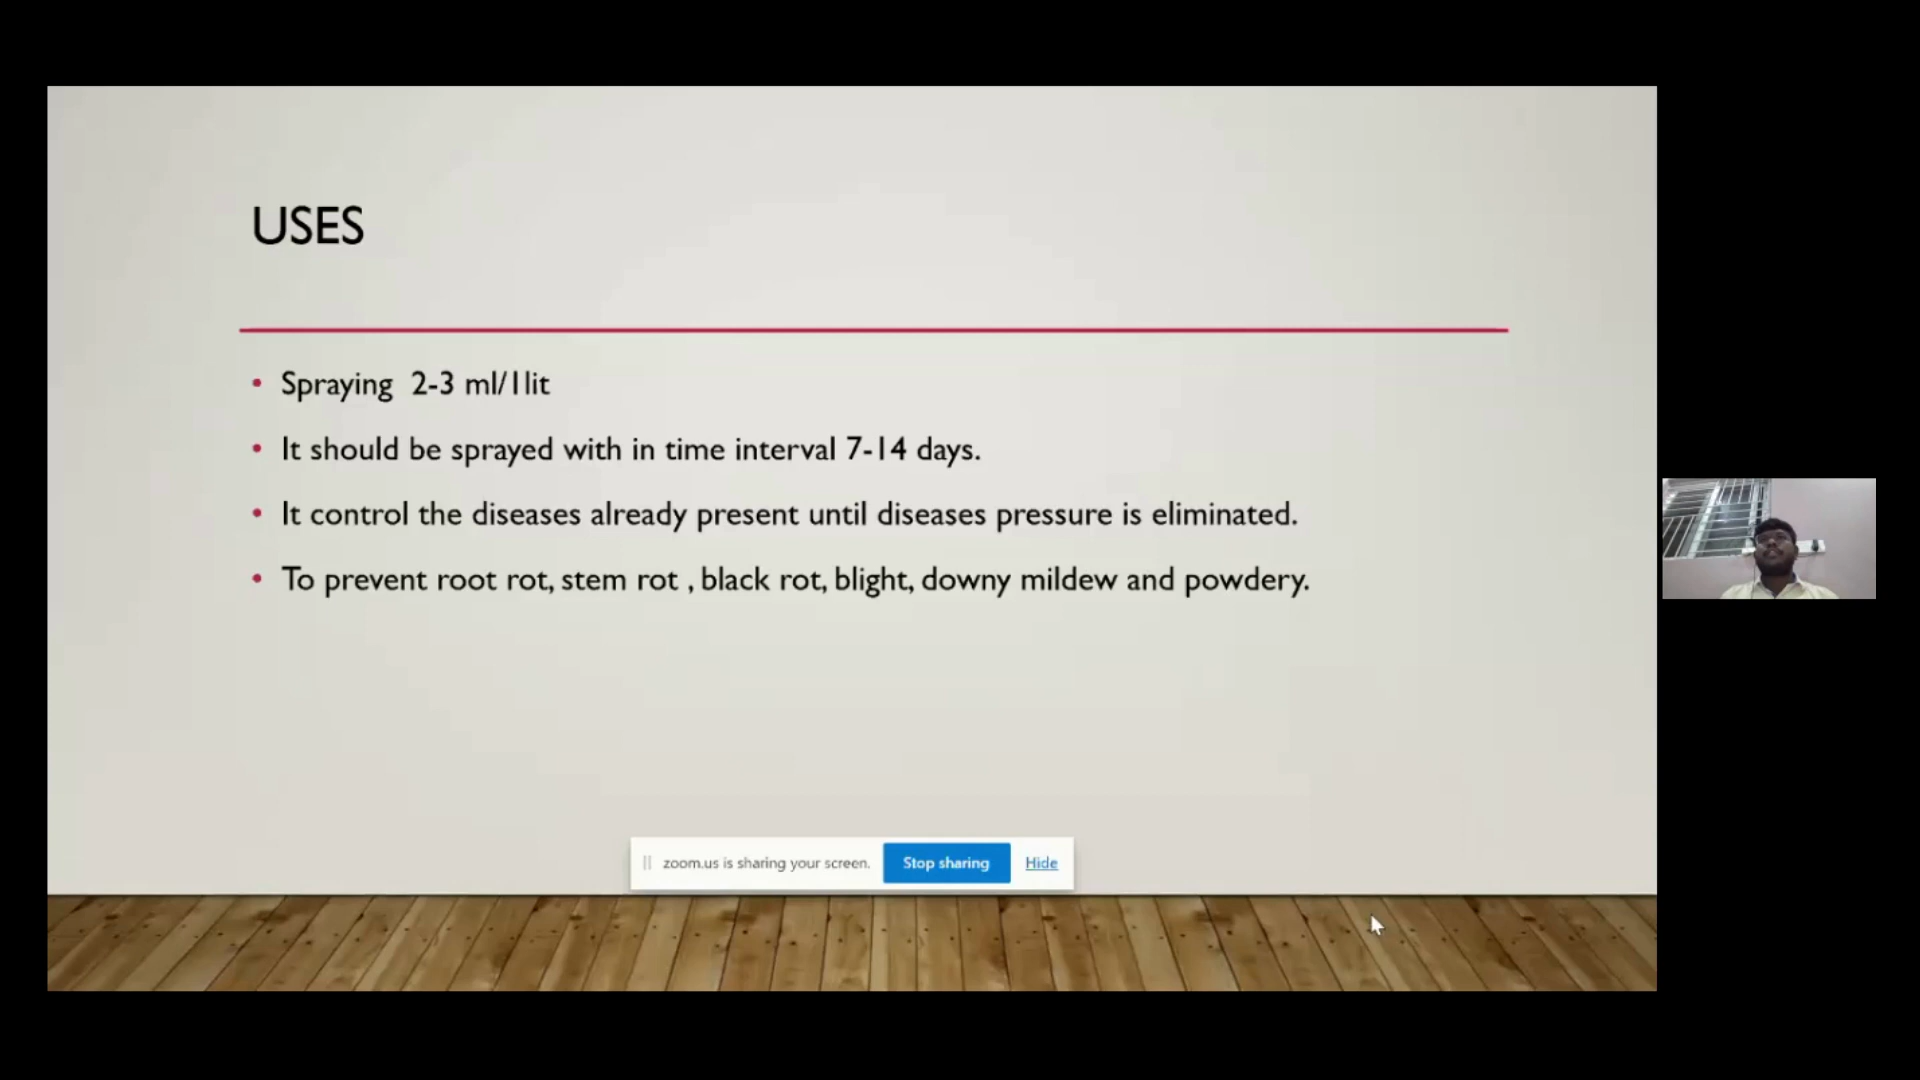 USES
Spraying  2-3 ml/1lit
It should be sprayed with in time interval 7-14 days.
It control the diseases already present until diseases pressure is eliminated.
To prevent root rot, stem rot , black rot, blight, downy mildew and powdery.
zoom.us is sharing your screen. Stop sharing Hide